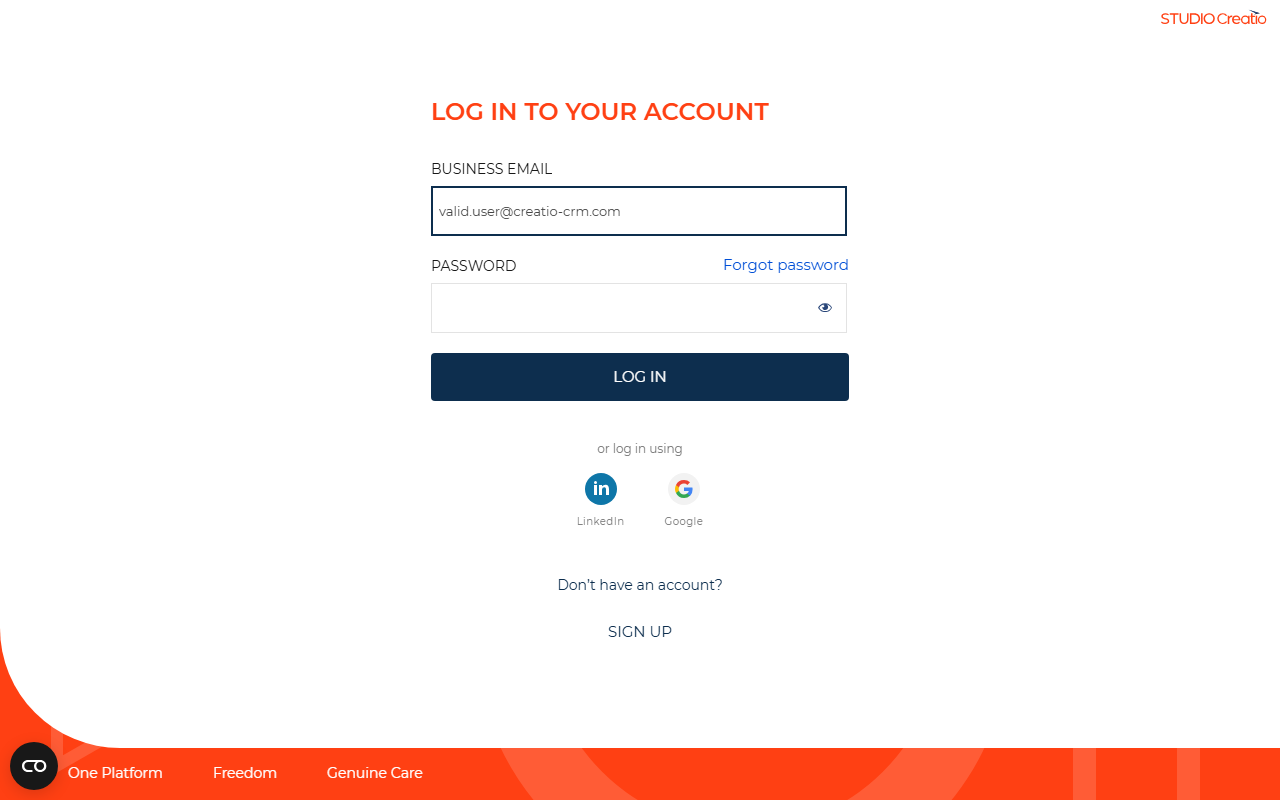 STUDIO Creatio
LOG IN TO YOUR ACCOUNT
BUSINESS EMAIL
valid.user@creatio-crm.com
PASSWORD Forgot password
LOG IN
or log in using
in
LinkedIn Google
Don't have an account?
SIGN UP
One Platform Freedom Genuine Care